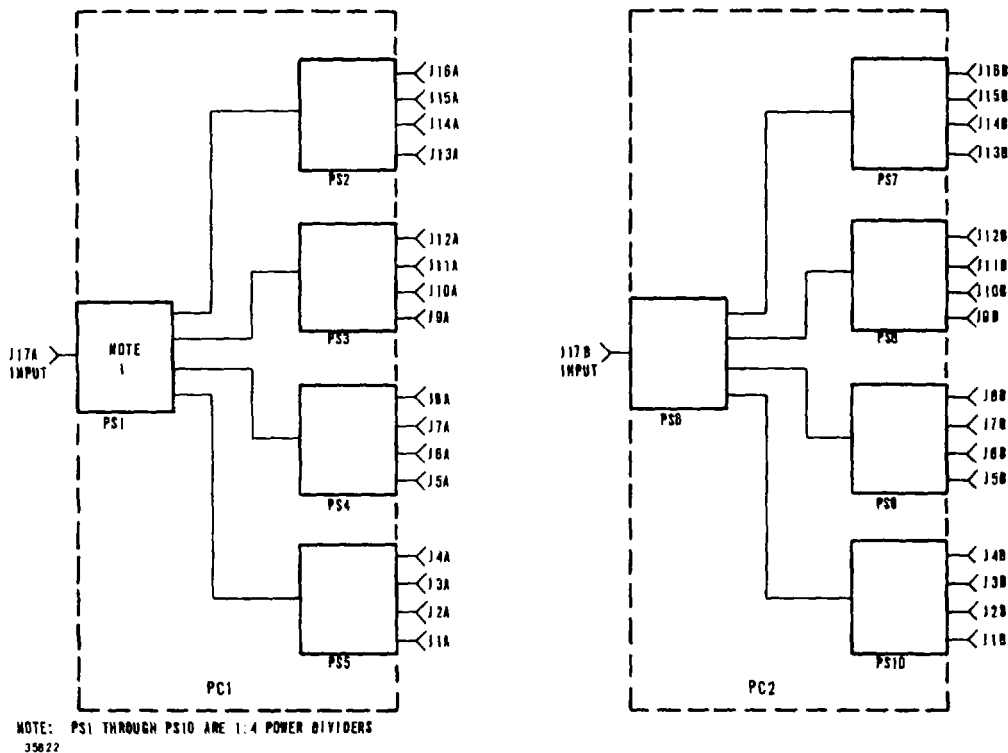 J16A
J15A
J14A
J13A
PS2
J12A
J11A
J10A
J9A
PS3
J17A
INPUT
NOTE
1
PS1
J8A
J7A
J6A
J5A
PS4
J4A
J3A
J2A
J1A
PS5
PC1
J16B
J15B
J14B
J13B
PS7
J12B
J11B
J10B
J9B
PS8
J17B
INPUT
PS6
J8B
J7B
J6B
J5B
PS9
J4B
J3B
J2B
J1B
PS10
PC2
NOTE: PS1 THROUGH PS10 ARE 1:4 POWER DIVIDERS
35822